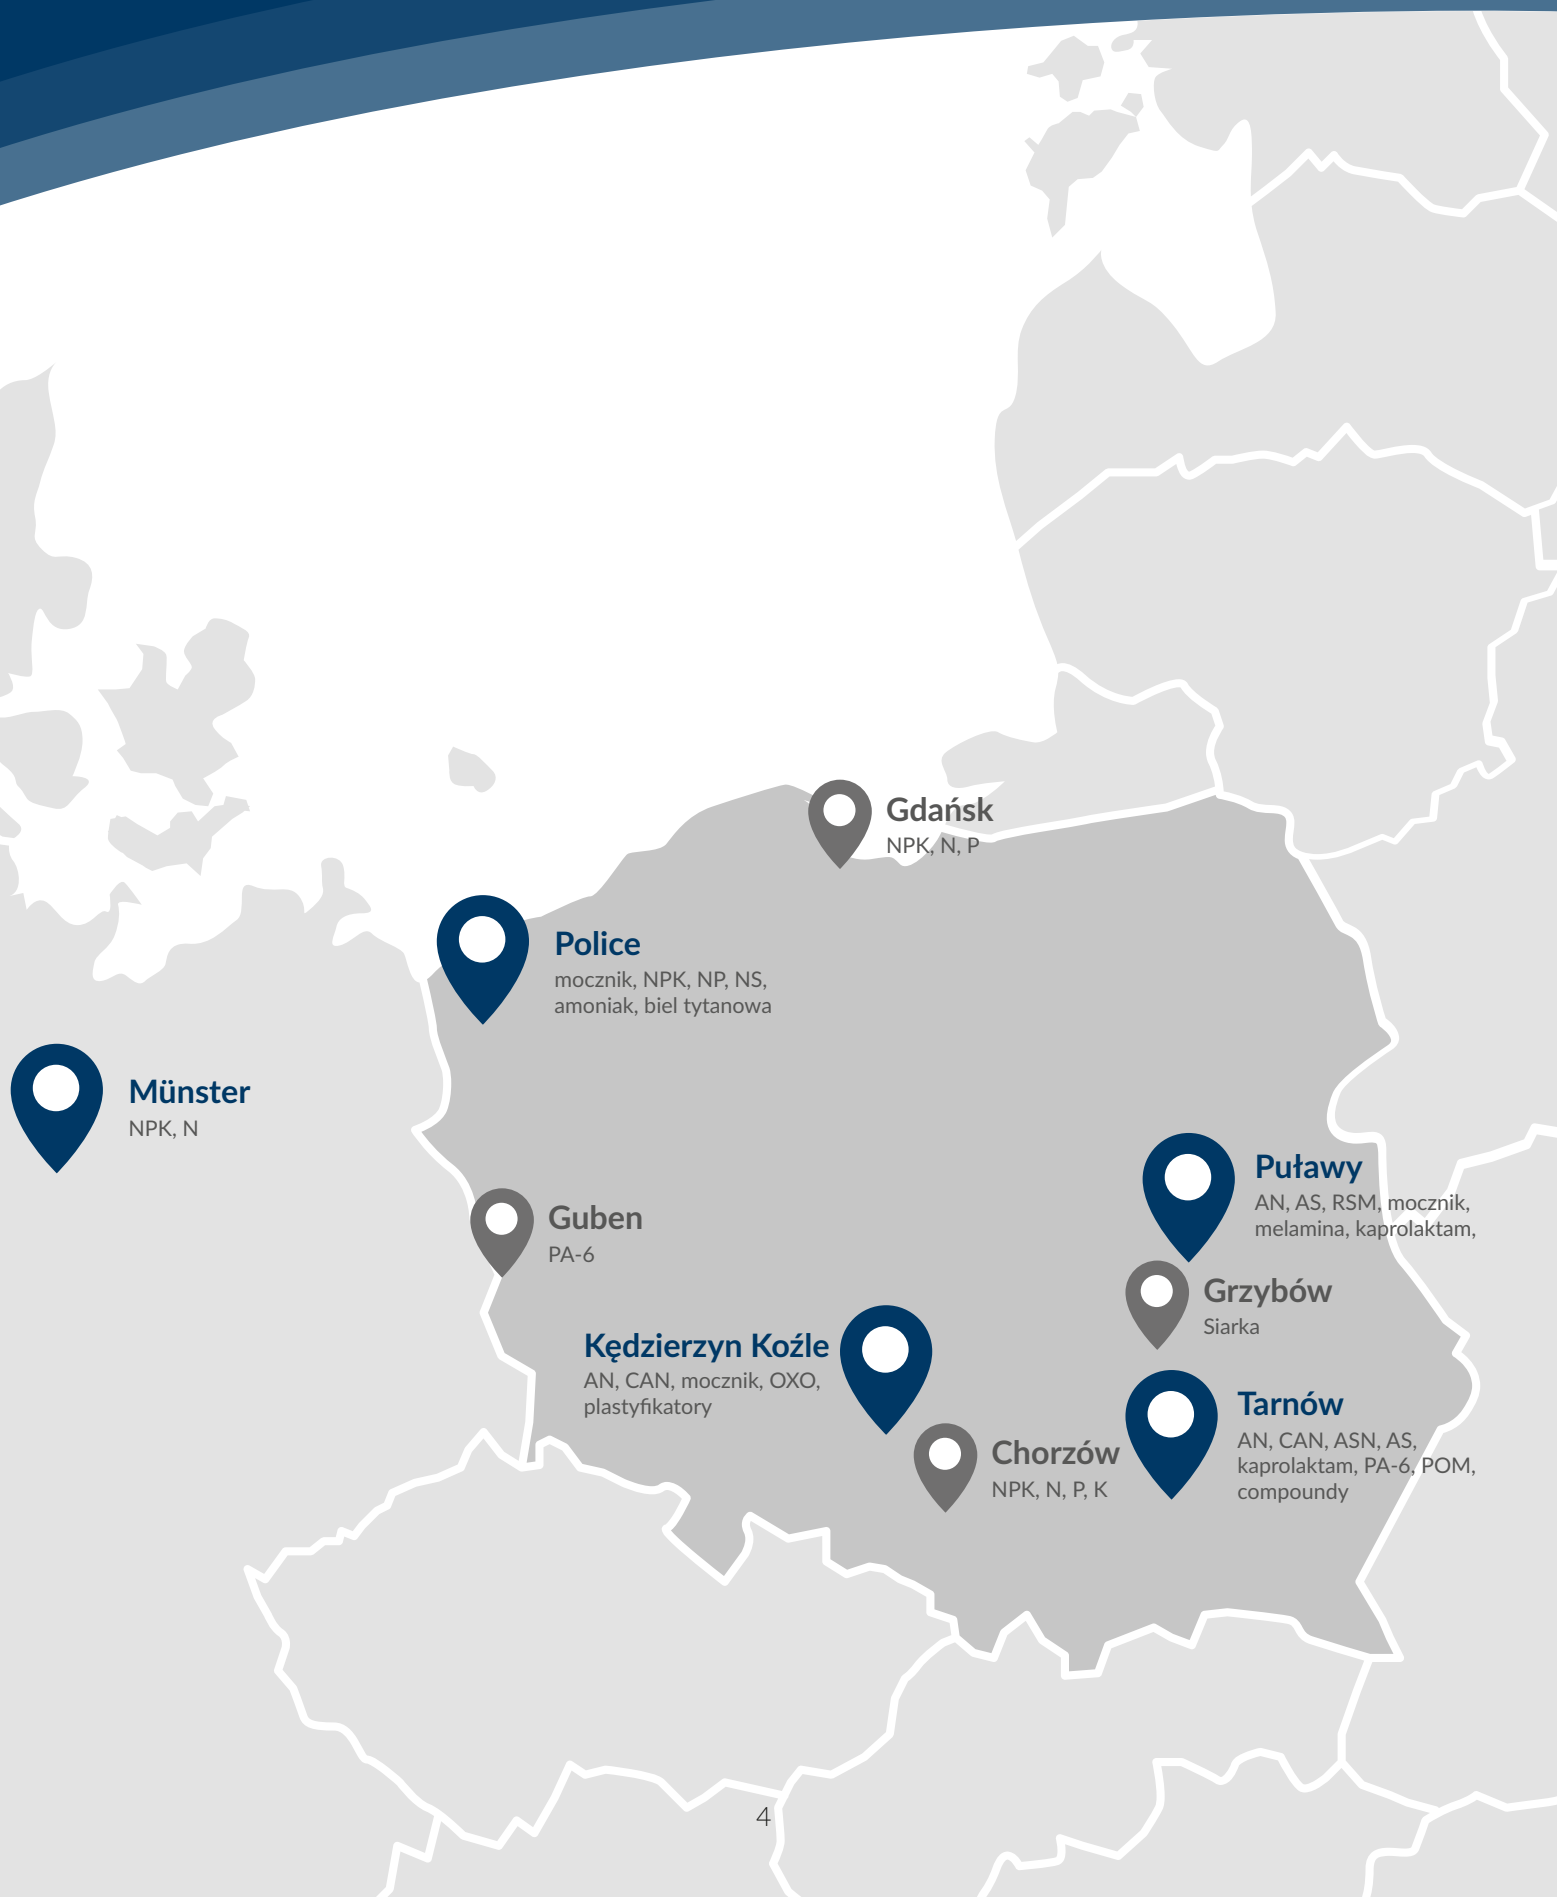 Gdańsk
NPK, N, P
Police
mocznik, NPK, NP, NS,
amoniak, biel tytanowa
Münster
NPK, N
Puławy
AN, AS, RSM, mocznik,
melamina, kaprolaktam,
Guben
PA-6
Grzybów
Siarka
Kędzierzyn Koźle
AN, CAN, mocznik, OXO,
plastyfikatory
Tarnów
AN, CAN, ASN, AS,
kaprolaktam, PA-6, POM,
compoundy
Chorzów
NPK, N, P, K
4